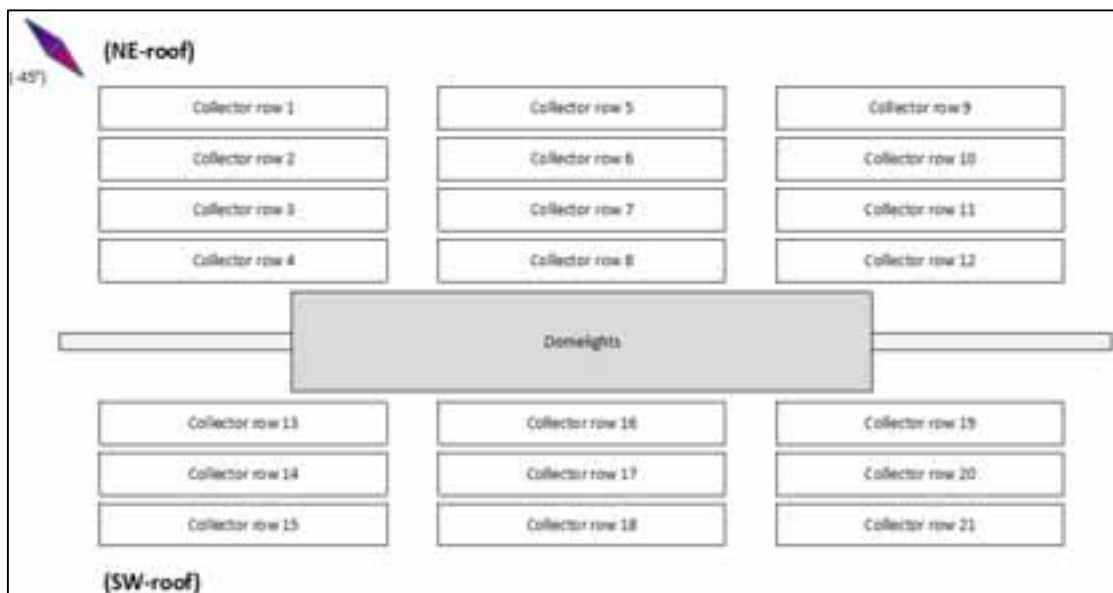 (NE-roof)
(-45°)
Collector row 1 Collector row 5 Collector row 9
Collector row 2 Collector row 6 Collector row 10
Collector row 3 Collector row 7 Collector row 11
Collector row 4 Collector row 8 Collector row 12
Domelights
Collector row 13 Collector row 16 Collector row 19
Collector row 14 Collector row 17 Collector row 20
Collector row 15 Collector row 18 Collector row 21
(SW-roof)